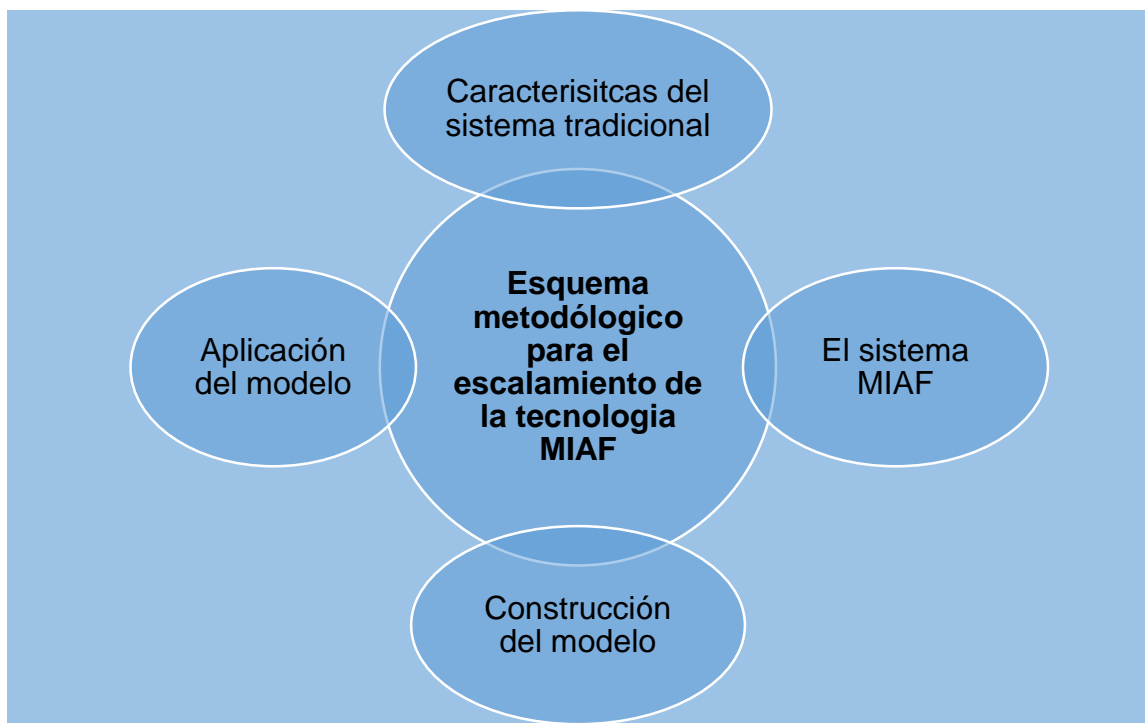 Caracterisitcas del
sistema tradicional
Esquema
metodólogico
para el
escalamiento de
la tecnologia
MIAF
Aplicación
del modelo
El sistema
MIAF
Construcción
del modelo